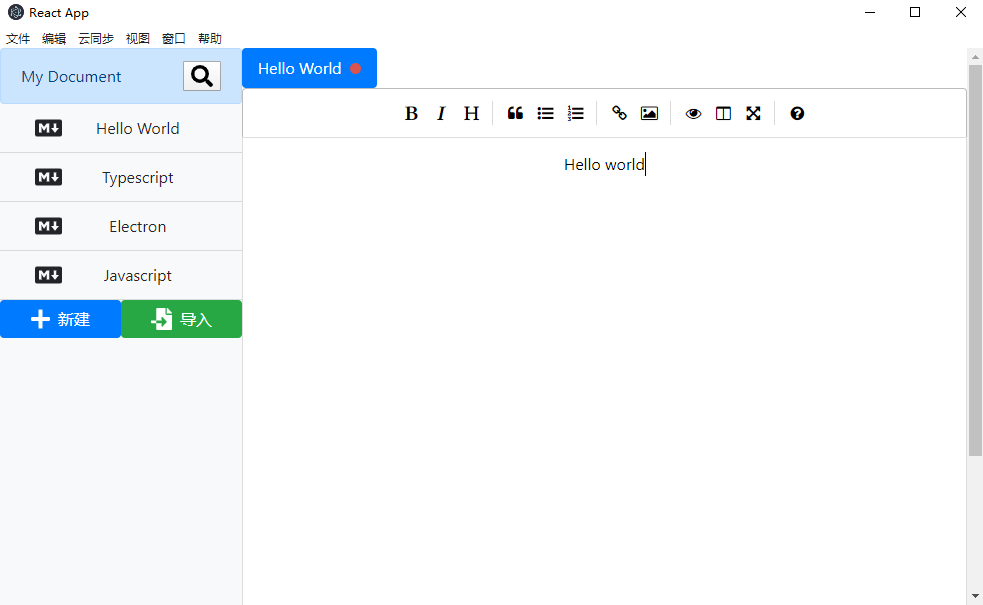 React App
文件 编辑 云同步 视图 窗口 帮助
My Document
Hello World
Typescript
Electron
Javascript
新建 导入
Hello World
B I H
Hello world